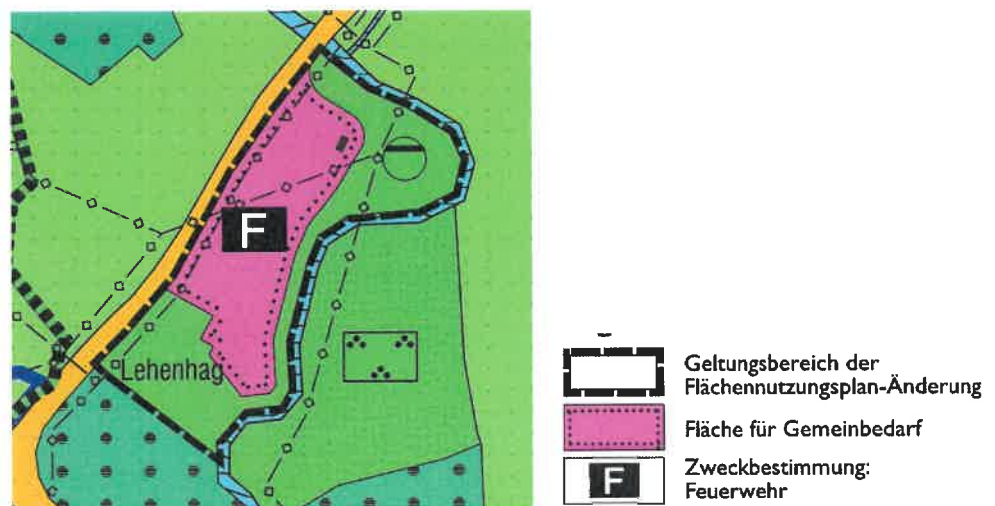 F
Lehenhag
Geltungsbereich der
Flächennutzungsplan-Änderung
Fläche für Gemeinbedarf
F
Zweckbestimmung:
Feuerwehr